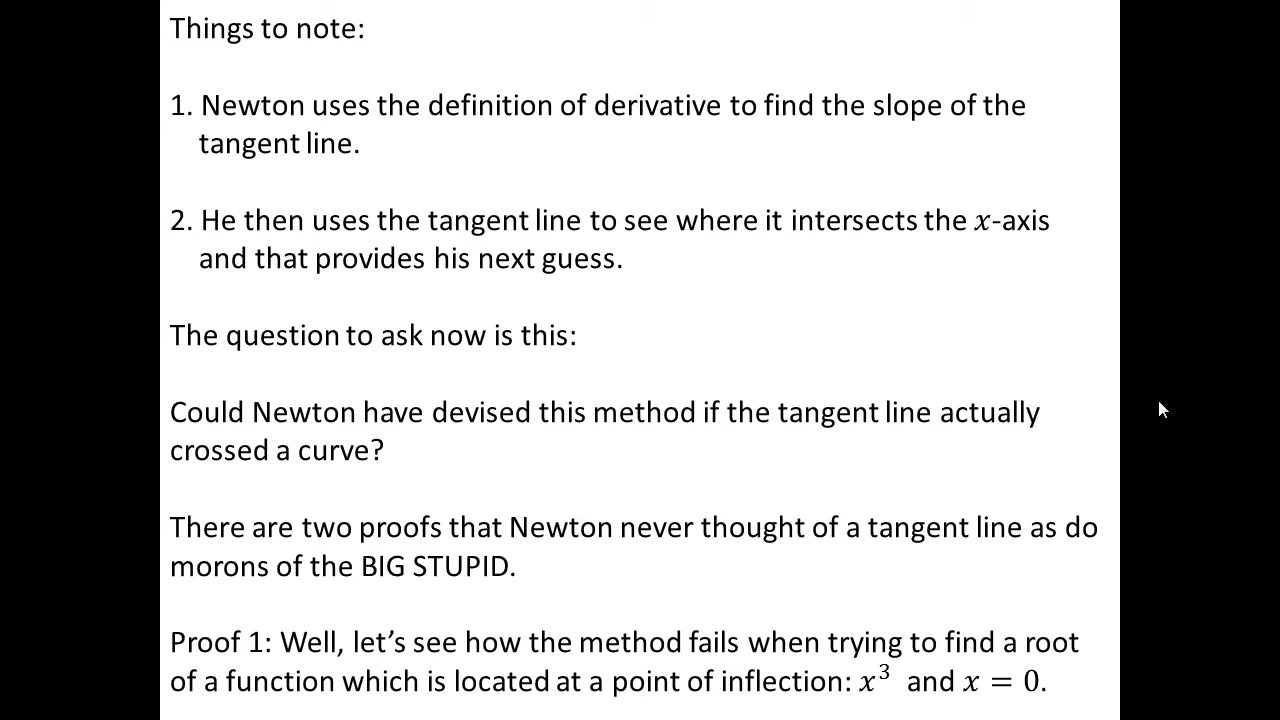 Things to note:
1. Newton uses the definition of derivative to find the slope of the
tangent line.
2. He then uses the tangent line to see where it intersects the x-axis
and that provides his next guess.
The question to ask now is this:
Could Newton have devised this method if the tangent line actually
crossed a curve?
There are two proofs that Newton never thought of a tangent line as do
morons of the BIG STUPID.
Proof 1: Well, let’s see how the method fails when trying to find a root
of a function which is located at a point of inflection: x³ and x = 0.